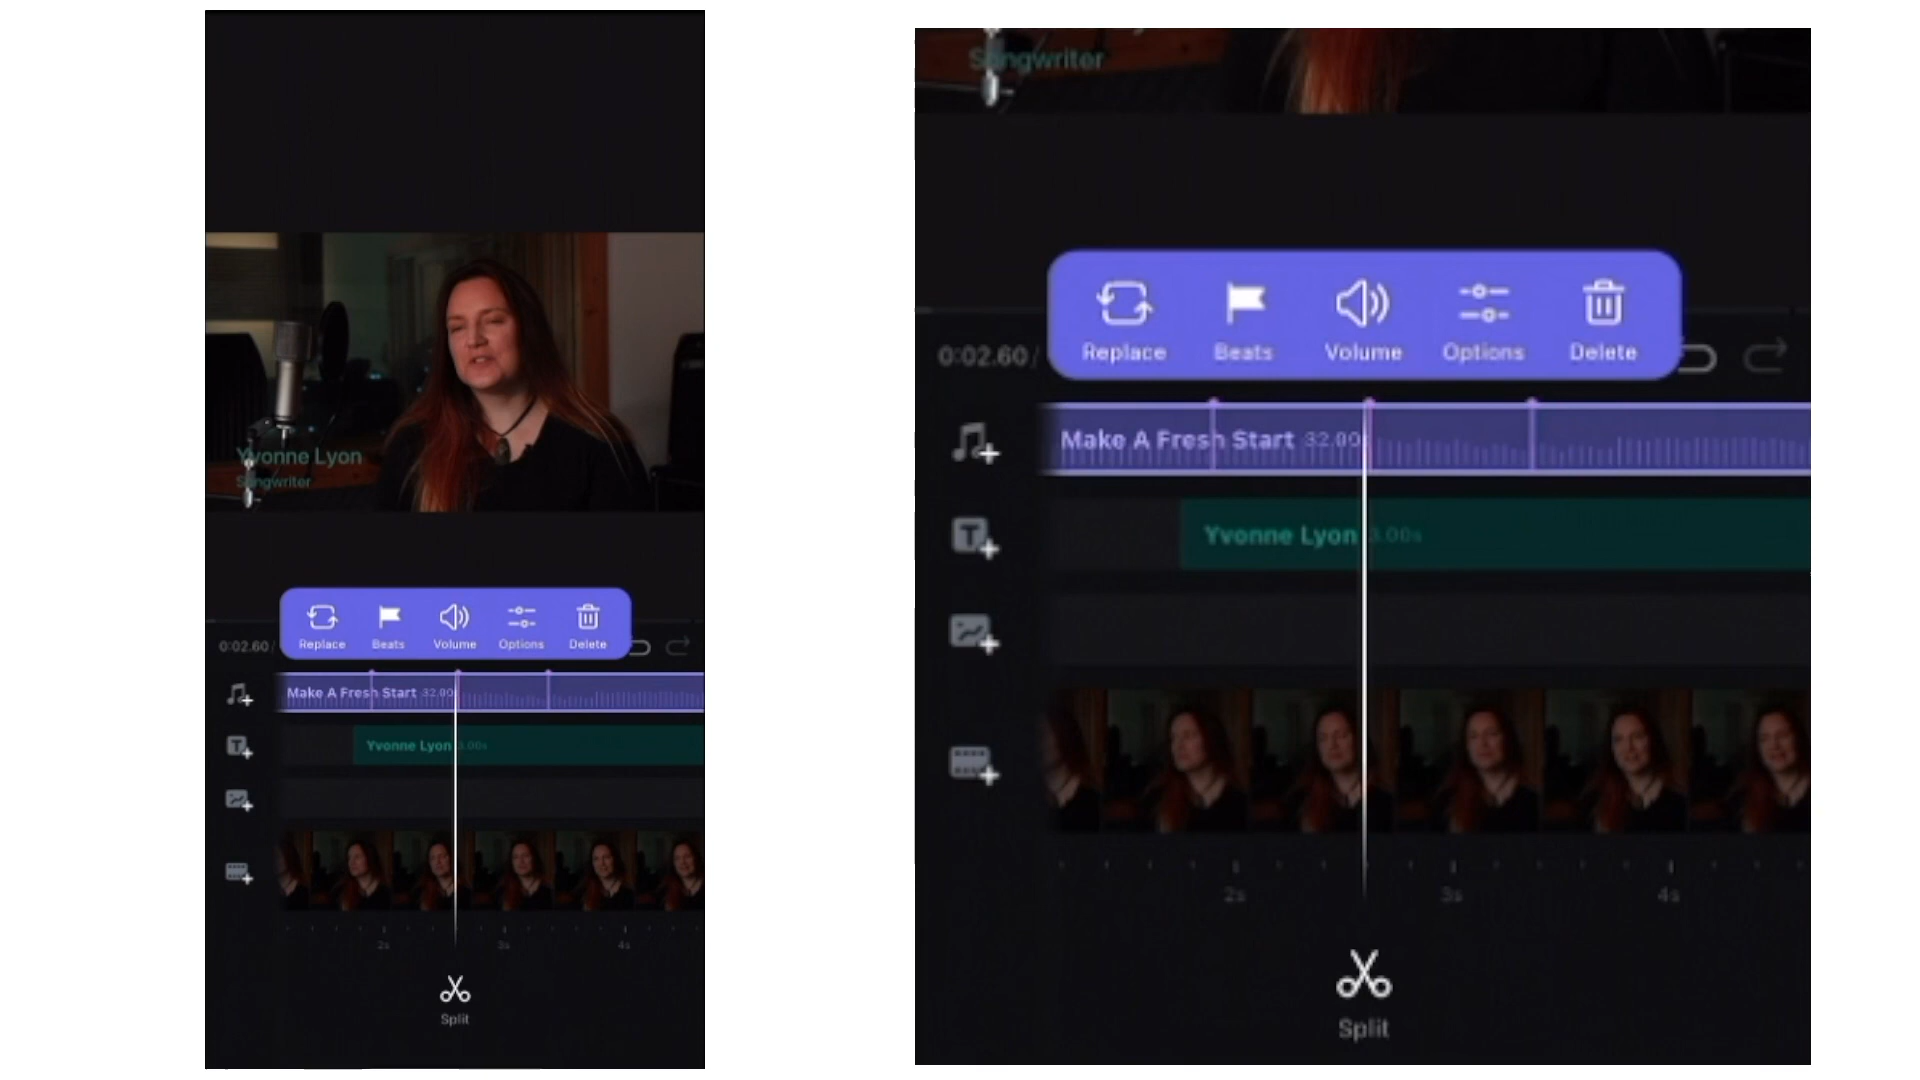 Yvonne Lyon
Songwriter
Replace Beats Volume Options Delete
0:02.60/
Make A Fresh Start 32.00
Yvonne Lyon 3.00s
2s 3s 4s
Split
Songwriter
Replace Beats Volume Options Delete
0:02.60/
Make A Fresh Start 32.00
Yvonne Lyon 3.00s
2s 3s 4s
Split